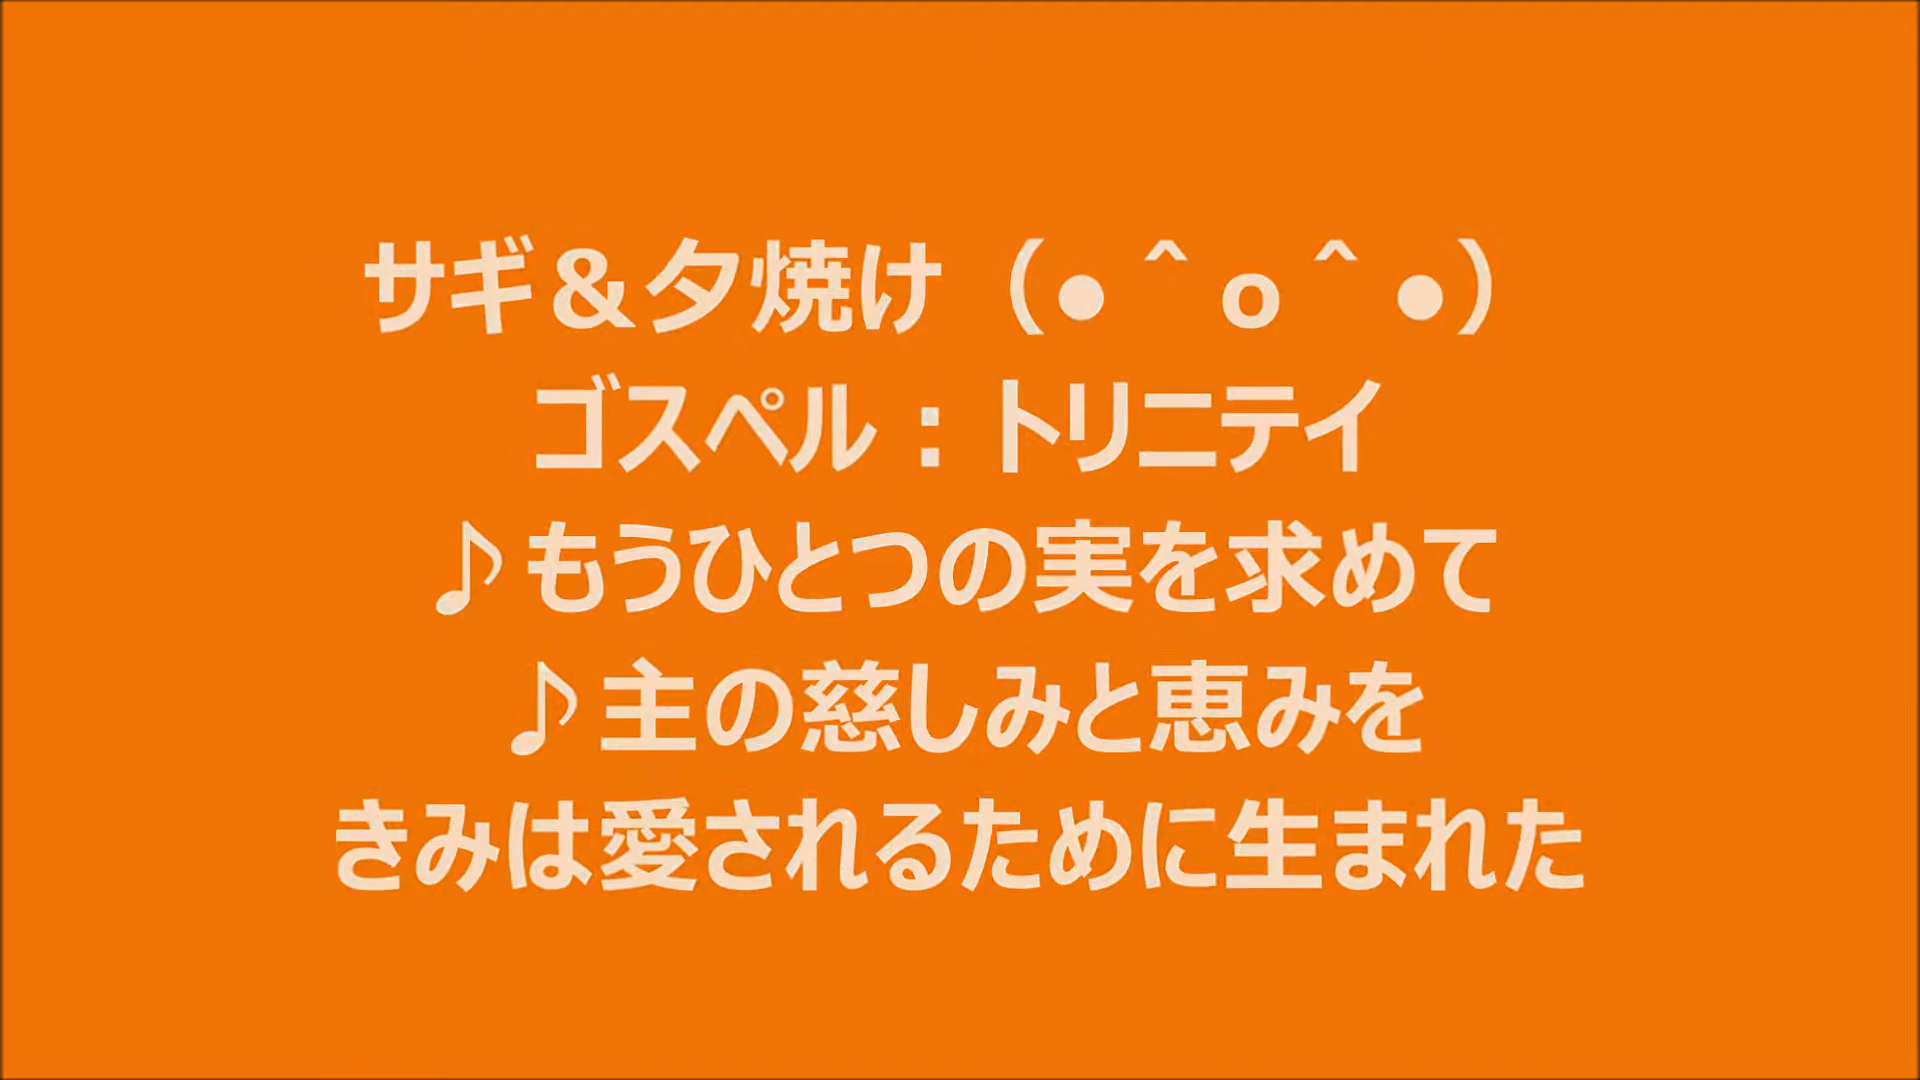 サギ＆夕焼け（●＾o＾●）
ゴスペル：トリニテイ
♪もうひとつの実を求めて
♪主の慈しみと恵みを
きみは愛されるために生まれた